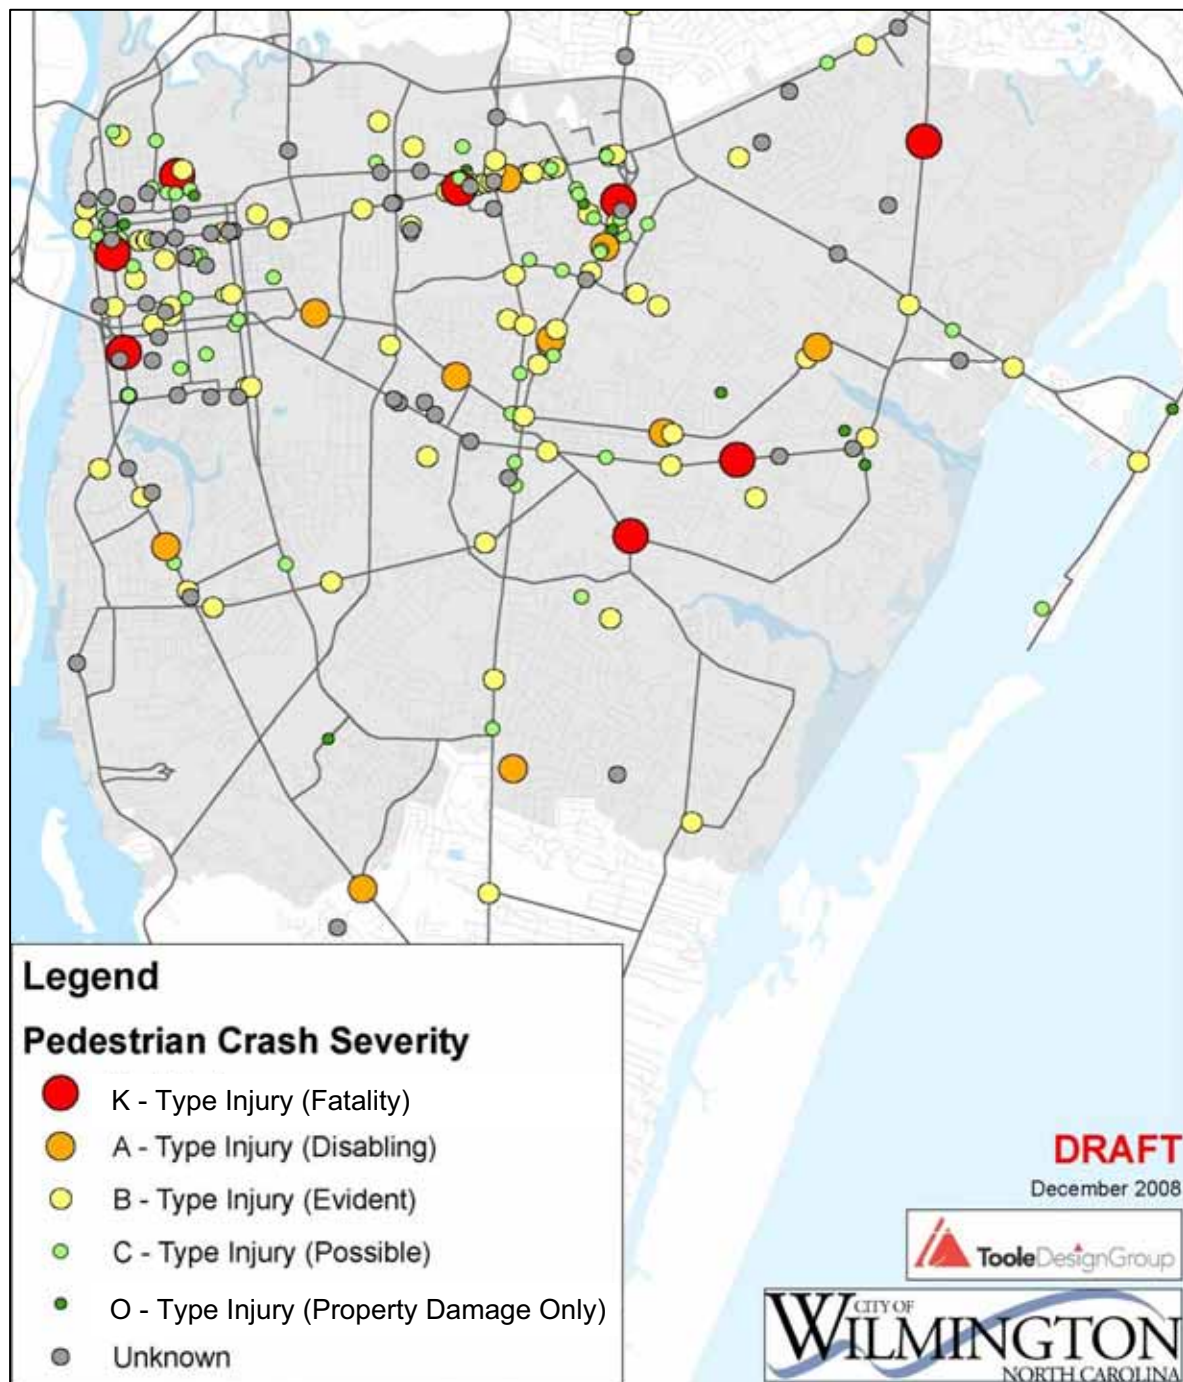 Legend
Pedestrian Crash Severity
K - Type Injury (Fatality)
A - Type Injury (Disabling)
B - Type Injury (Evident)
C - Type Injury (Possible)
O - Type Injury (Property Damage Only)
Unknown
DRAFT
December 2008
TooleDesignGroup
CITY OF
WILMINGTON
NORTH CAROLINA